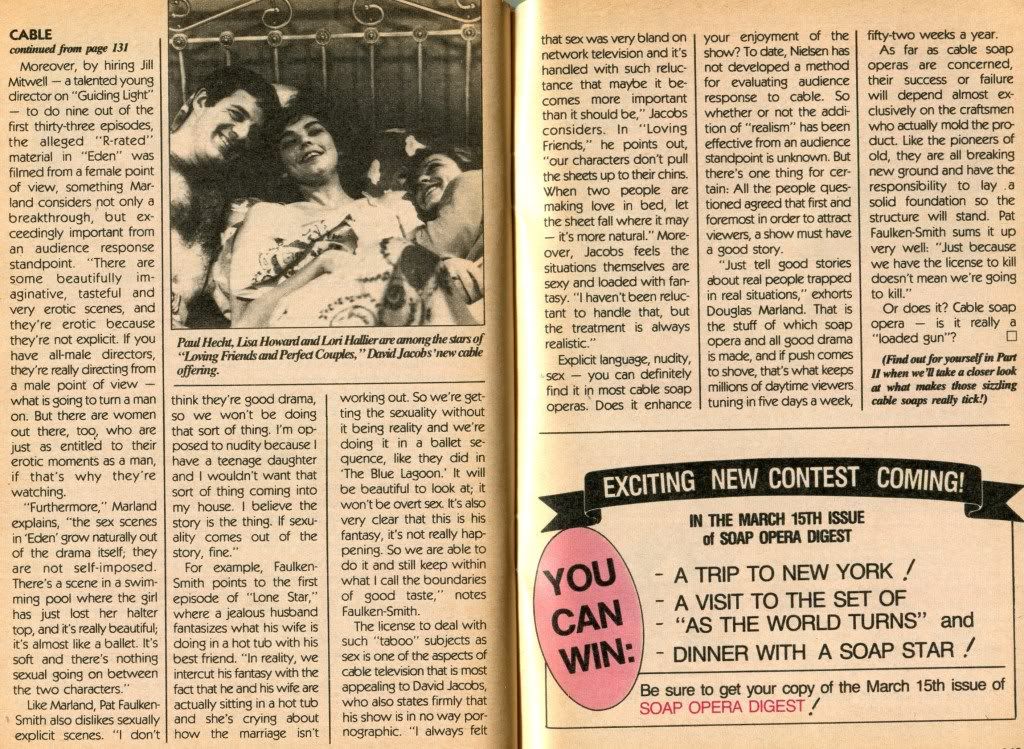 CABLE
continued from page 131
Moreover, by hiring Jill
Mitwell — a talented young
director on "Guiding Light"
— to do nine out of the
first thirty-three episodes,
the alleged "R-rated"
material in "Eden" was
filmed from a female point
of view, something Mar-
land considers not only a
breakthrough, but ex-
ceedingly important from
an audience response
standpoint. "There are
some beautifully im-
aginative, tasteful and
very erotic scenes, and
they're erotic because
they're not explicit. If you
have all-male directors,
they're really directing from
a male point of view —
what is going to turn a man
on. But there are women
out there, too, who are
just as entitled to their
erotic moments as a man,
if that's why they're
watching.
"Furthermore," Marland
explains, "the sex scenes
in 'Eden' grow naturally out
of the drama itself; they
are not self-imposed.
There's a scene in a swim-
ming pool where the girl
has just lost her halter
top, and it's really beautiful;
it's almost like a ballet. It's
soft and there's nothing
sexual going on between
the two characters."
Like Marland, Pat Faulken-
Smith also dislikes sexually
explicit scenes. "I don't
Paul Hecht, Lisa Howard and Lori Hallier are among the stars of
"Loving Friends and Perfect Couples," David Jacobs' new cable
offering.
think they're good drama,
so we won't be doing
that sort of thing. I'm op-
posed to nudity because I
have a teenage daughter
and I wouldn't want that
sort of thing coming into
my house. I believe the
story is the thing. If sexu-
ality comes out of the
story, fine."
For example, Faulken-
Smith points to the first
episode of "Lone Star,"
where a jealous husband
fantasizes what his wife is
doing in a hot tub with his
best friend. "In reality, we
intercut his fantasy with the
fact that he and his wife are
actually sitting in a hot tub
and she's crying about
how the marriage isn't
working out. So we're get-
ting the sexuality without
it being reality and we're
doing it in a ballet se-
quence, like they did in
'The Blue Lagoon.' It will
be beautiful to look at; it
won't be overt sex. It's also
very clear that this is his
fantasy, it's not really hap-
pening. So we are able to
do it and still keep within
what I call the boundaries
of good taste," notes
Faulken-Smith.
The license to deal with
such "taboo" subjects as
sex is one of the aspects of
cable television that is most
appealing to David Jacobs,
who also states firmly that
his show is in no way por-
nographic. "I always felt
that sex was very bland on
network television and it's
handled with such reluc-
tance that maybe it be-
comes more important
than it should be," Jacobs
considers. In "Loving
Friends," he points out,
"our characters don't pull
the sheets up to their chins.
When two people are
making love in bed, let
the sheet fall where it may
— it's more natural." More-
over, Jacobs feels the
situations themselves are
sexy and loaded with fan-
tasy. "I haven't been reluc-
tant to handle that, but
the treatment is always
realistic."
Explicit language, nudity,
sex — you can definitely
find it in most cable soap
operas. Does it enhance
your enjoyment of the
show? To date, Nielsen has
not developed a method
for evaluating audience
response to cable. So
whether or not the addi-
tion of "realism" has been
effective from an audience
standpoint is unknown. But
there's one thing for cer-
tain: All the people ques-
tioned agreed that first and
foremost in order to attract
viewers, a show must have
a good story.
"Just tell good stories
about real people trapped
in real situations," exhorts
Douglas Marland. That is
the stuff of which soap
opera and all good drama
is made, and if push comes
to shove, that's what keeps
millions of daytime viewers
tuning in five days a week,
fifty-two weeks a year.
As far as cable soap
operas are concerned,
their success or failure
will depend almost ex-
clusively on the craftsmen
who actually mold the pro-
duct. Like the pioneers of
old, they are all breaking
new ground and have the
responsibility to lay a
solid foundation so the
structure will stand. Pat
Faulken-Smith sums it up
very well: "Just because
we have the license to kill
doesn't mean we're going
to kill."
Or does it? Cable soap
opera — is it really a
"loaded gun"? □
(Find out for yourself in Part
II when we'll take a closer look
at what makes those sizzling
cable soaps really tick!)
EXCITING NEW CONTEST COMING!
IN THE MARCH 15TH ISSUE
of SOAP OPERA DIGEST
YOU
CAN
WIN:
- A TRIP TO NEW YORK!
- A VISIT TO THE SET OF
- "AS THE WORLD TURNS" and
- DINNER WITH A SOAP STAR!
Be sure to get your copy of the March 15th issue of
SOAP OPERA DIGEST!